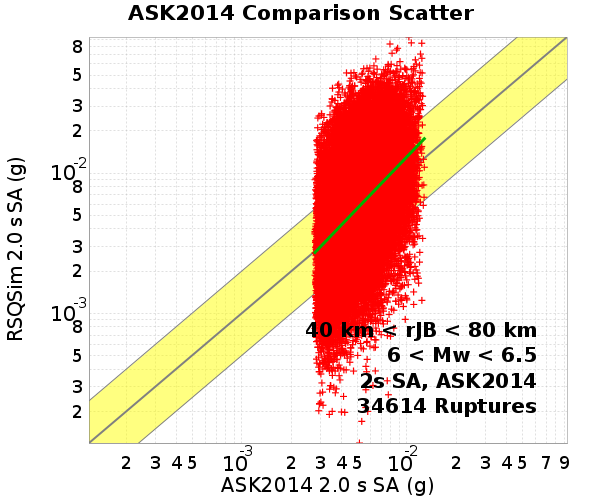 ASK2014 Comparison Scatter
RSQSim 2.0 s SA (g)
8
5
3
2
10-2
8
5
3
2
10-3
8
5
3
2
40 km < rJB < 80 km
6 < Mw < 6.5
2s SA, ASK2014
34614 Ruptures
2 3 4 5 10-3 2 3 4 5 10-2 2 3 4 5 7 9
ASK2014 2.0 s SA (g)